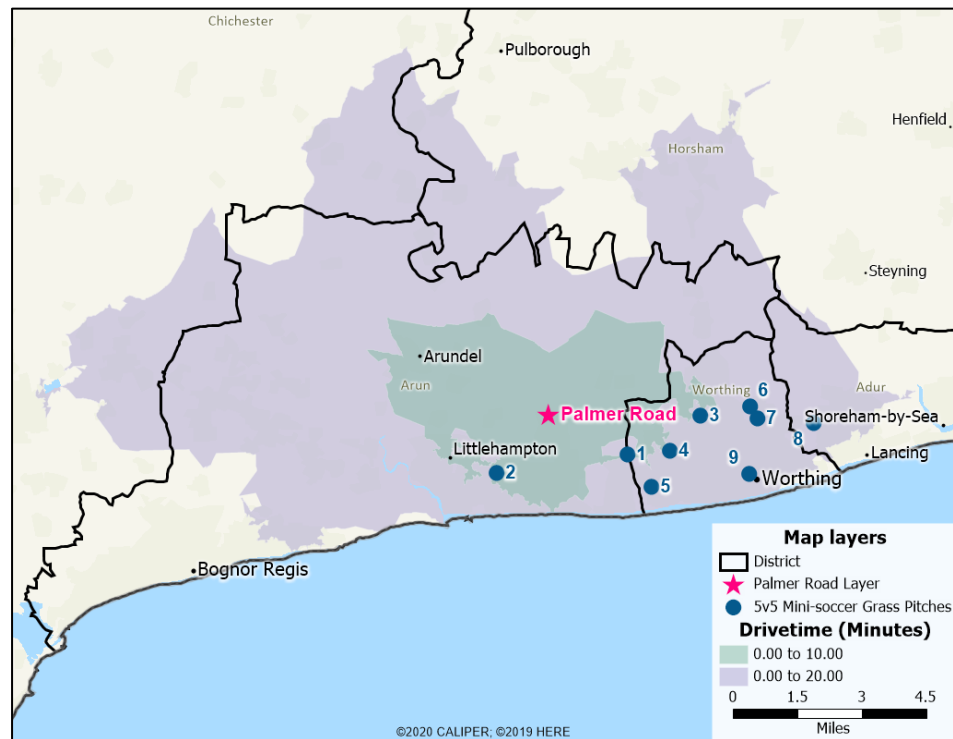 Chichester
Pulborough
Henfield
Horsham
Steyning
Arundel
Arun
Worthing
6
Adur
Palmer Road
3
7
Shoreham-by-Sea
8
Littlehampton
1
4
Lancing
2
9
5
Worthing
Bognor Regis
Map layers
District
Palmer Road Layer
5v5 Mini-soccer Grass Pitches
Drivetime (Minutes)
0.00 to 10.00
0.00 to 20.00
0 1.5 3 4.5
Miles
©2020 CALIPER; ©2019 HERE